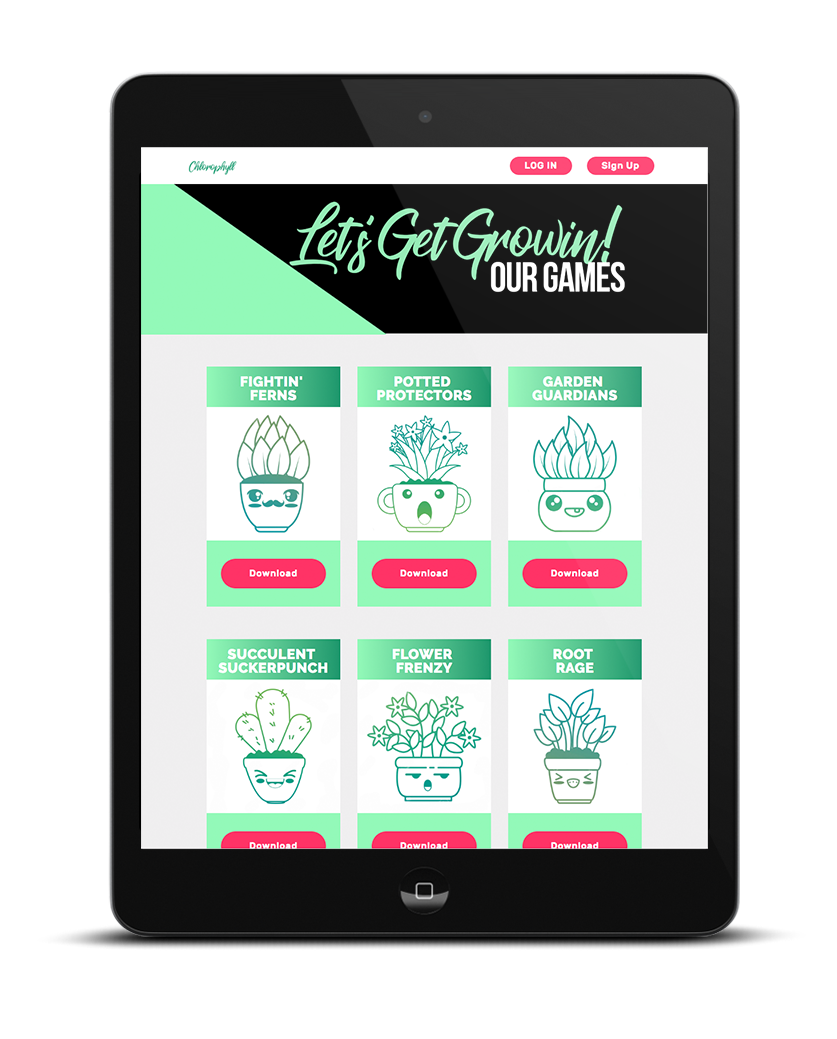 Chlorophyll
LOG IN
Sign Up
Let's Get Growin!
OUR GAMES
FIGHTIN'
FERNS
POTTED
PROTECTORS
GARDEN
GUARDIANS
Download
Download
Download
SUCCULENT
SUCKERPUNCH
FLOWER
FRENZY
ROOT
RAGE
Download
Download
Download